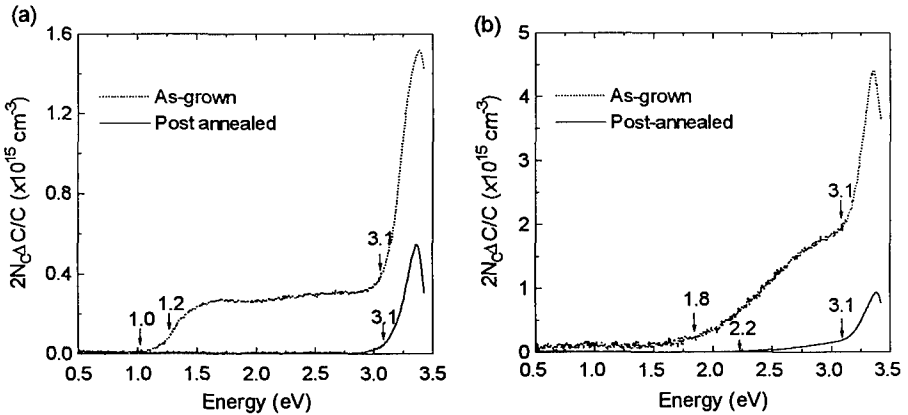 (a)
2N_CΔC/C (x10^15 cm^-3)
1.6
1.2
0.8
0.4
0.0
As-grown
Post annealed
1.0
1.2
3.1
3.1
0.5 1.0 1.5 2.0 2.5 3.0 3.5
Energy (eV)
(b)
2N_CΔC/C (x10^15 cm^-3)
5
4
3
2
1
0
As-grown
Post-annealed
1.8
2.2
3.1
3.1
0.5 1.0 1.5 2.0 2.5 3.0 3.5
Energy (eV)